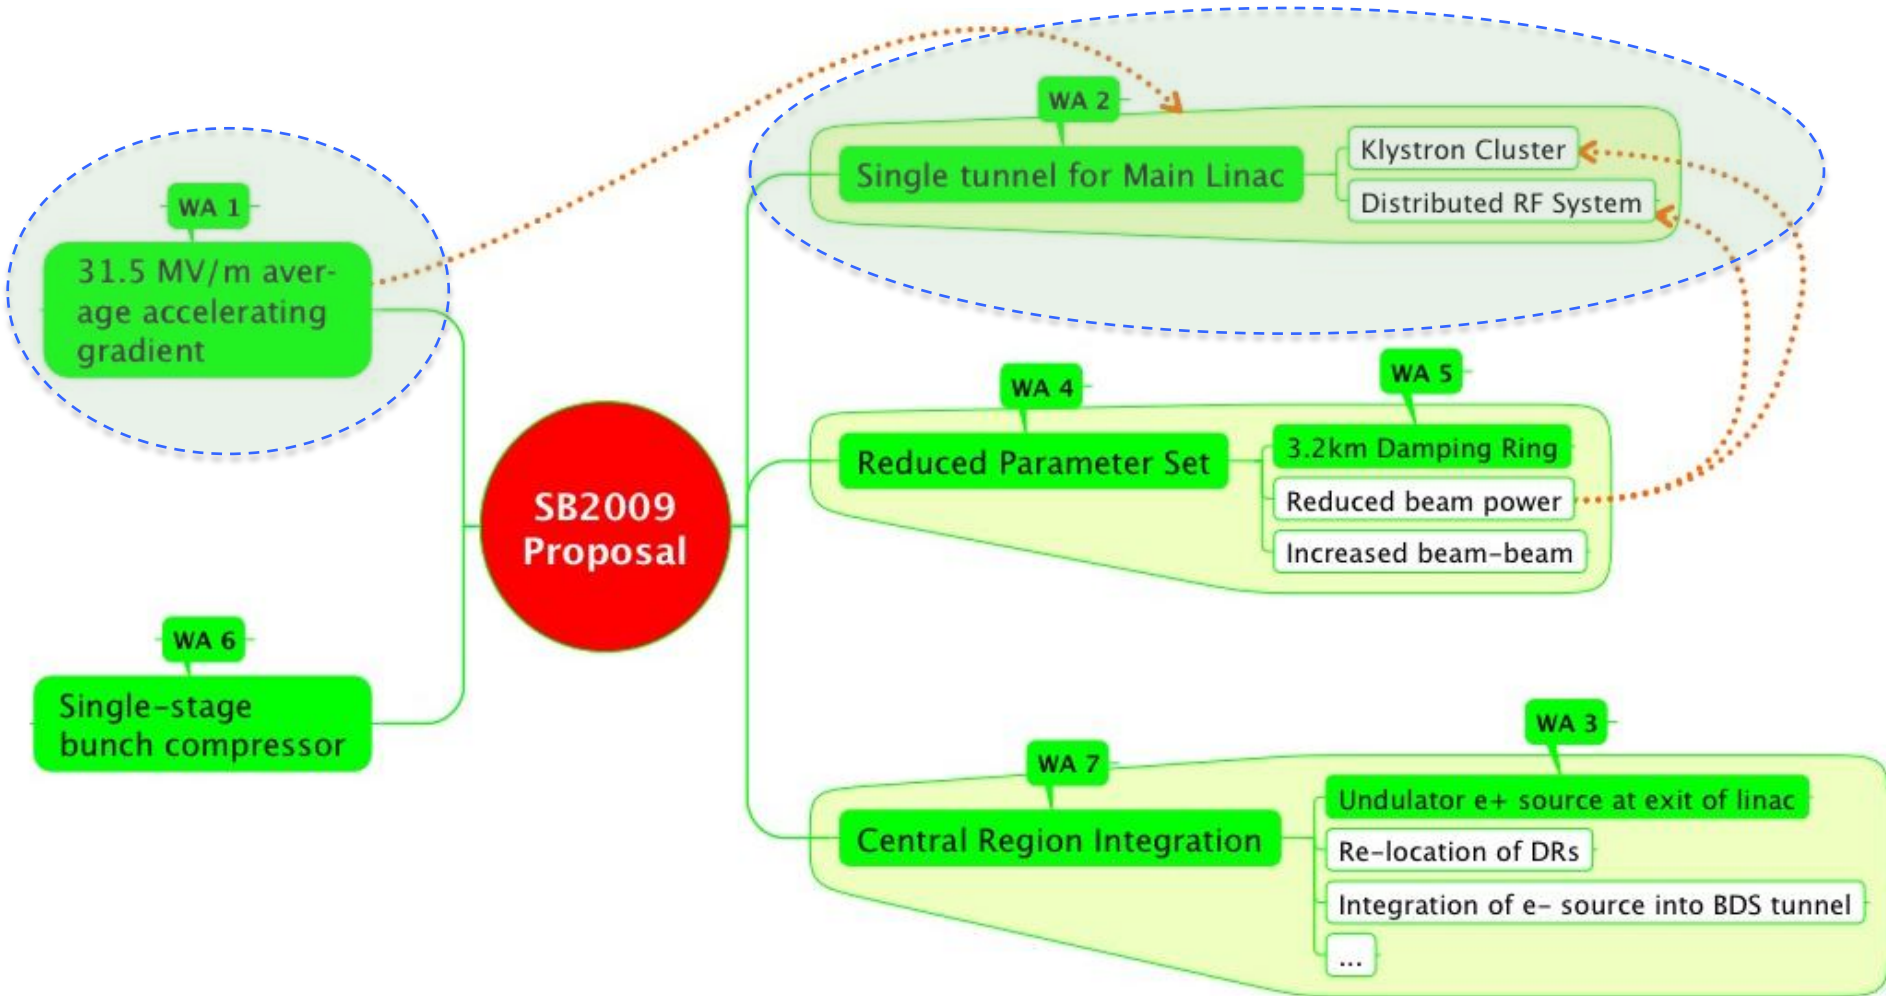 WA 1
31.5 MV/m aver-
age accelerating
gradient
WA 6
Single-stage
bunch compressor
SB2009
Proposal
WA 2
Single tunnel for Main Linac
Klystron Cluster
Distributed RF System
WA 4
Reduced Parameter Set
WA 5
3.2km Damping Ring
Reduced beam power
Increased beam-beam
WA 7
Central Region Integration
WA 3
Undulator e+ source at exit of linac
Re-location of DRs
Integration of e- source into BDS tunnel
...